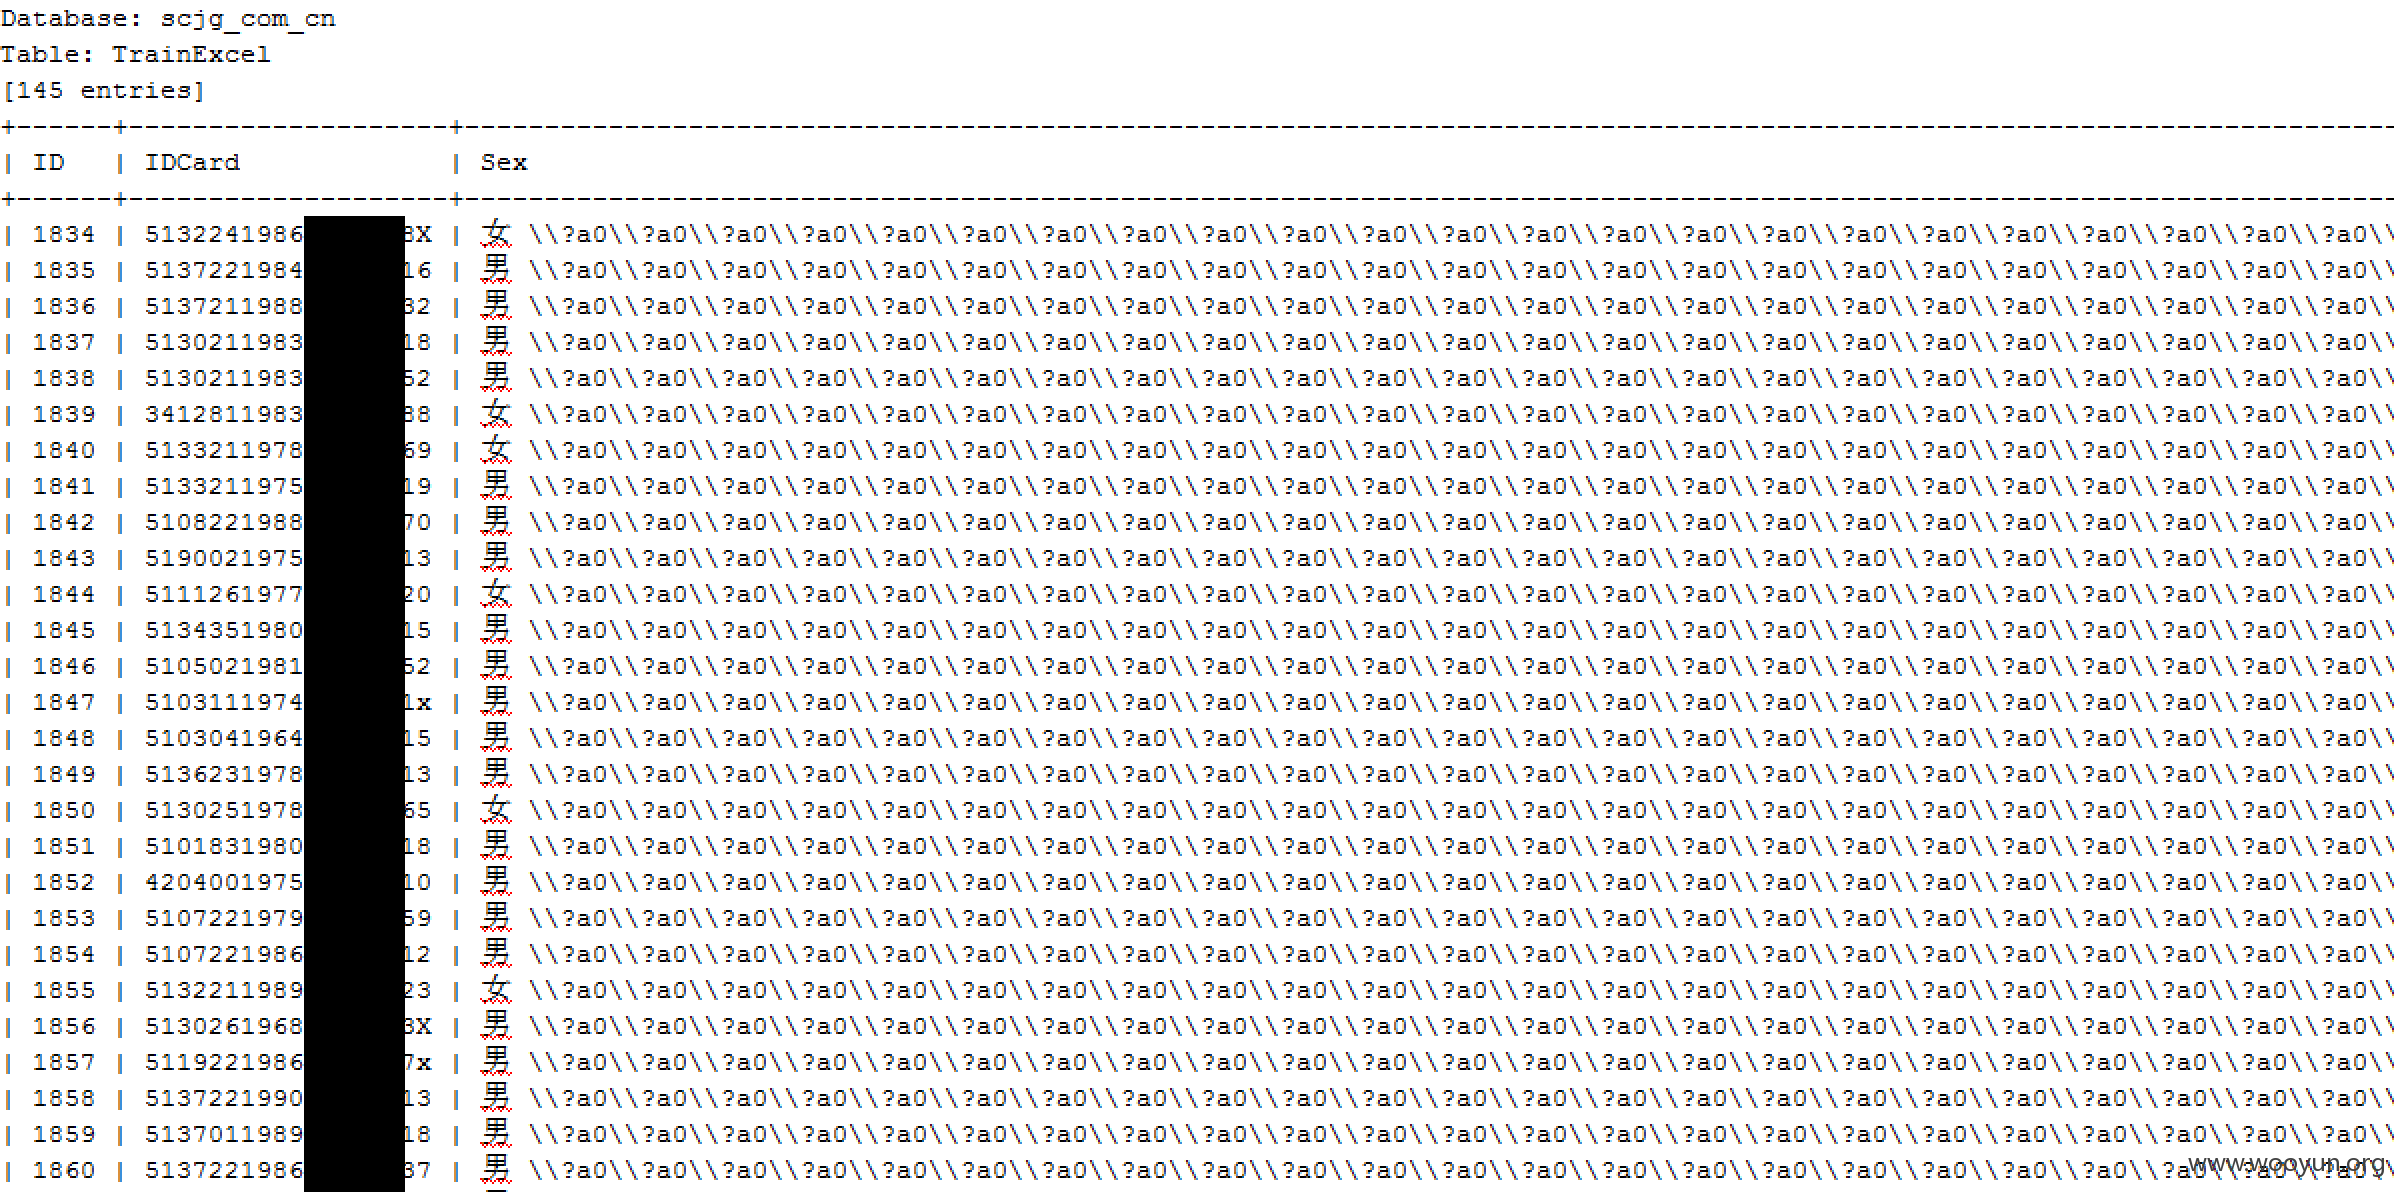 Database: scjg_com_cn
Table: TrainExcel
[145 entries]
| ID | IDCard | Sex
| 1834 | 5132241986 8X | 女 \\?a0\\?a0\\?a0\\?a0\\?a0\\?a0\\?a0\\?a0\\?a0\\?a0\\?a0\\?a0\\?a0\\?a0\\?a0\\?a0\\?a0\\?a0\\?a0\\?a0\\?a0\\?a0\\?a0\\
| 1835 | 5137221984 16 | 男 \\?a0\\?a0\\?a0\\?a0\\?a0\\?a0\\?a0\\?a0\\?a0\\?a0\\?a0\\?a0\\?a0\\?a0\\?a0\\?a0\\?a0\\?a0\\?a0\\?a0\\?a0\\?a0\\?a0\\
| 1836 | 5137211988 32 | 男 \\?a0\\?a0\\?a0\\?a0\\?a0\\?a0\\?a0\\?a0\\?a0\\?a0\\?a0\\?a0\\?a0\\?a0\\?a0\\?a0\\?a0\\?a0\\?a0\\?a0\\?a0\\?a0\\?a0\\
| 1837 | 5130211983 18 | 男 \\?a0\\?a0\\?a0\\?a0\\?a0\\?a0\\?a0\\?a0\\?a0\\?a0\\?a0\\?a0\\?a0\\?a0\\?a0\\?a0\\?a0\\?a0\\?a0\\?a0\\?a0\\?a0\\?a0\\
| 1838 | 5130211983 52 | 男 \\?a0\\?a0\\?a0\\?a0\\?a0\\?a0\\?a0\\?a0\\?a0\\?a0\\?a0\\?a0\\?a0\\?a0\\?a0\\?a0\\?a0\\?a0\\?a0\\?a0\\?a0\\?a0\\?a0\\
| 1839 | 3412811983 88 | 女 \\?a0\\?a0\\?a0\\?a0\\?a0\\?a0\\?a0\\?a0\\?a0\\?a0\\?a0\\?a0\\?a0\\?a0\\?a0\\?a0\\?a0\\?a0\\?a0\\?a0\\?a0\\?a0\\?a0\\
| 1840 | 5133211978 69 | 女 \\?a0\\?a0\\?a0\\?a0\\?a0\\?a0\\?a0\\?a0\\?a0\\?a0\\?a0\\?a0\\?a0\\?a0\\?a0\\?a0\\?a0\\?a0\\?a0\\?a0\\?a0\\?a0\\?a0\\
| 1841 | 5133211975 19 | 男 \\?a0\\?a0\\?a0\\?a0\\?a0\\?a0\\?a0\\?a0\\?a0\\?a0\\?a0\\?a0\\?a0\\?a0\\?a0\\?a0\\?a0\\?a0\\?a0\\?a0\\?a0\\?a0\\?a0\\
| 1842 | 5108221988 70 | 男 \\?a0\\?a0\\?a0\\?a0\\?a0\\?a0\\?a0\\?a0\\?a0\\?a0\\?a0\\?a0\\?a0\\?a0\\?a0\\?a0\\?a0\\?a0\\?a0\\?a0\\?a0\\?a0\\?a0\\
| 1843 | 5190021975 13 | 男 \\?a0\\?a0\\?a0\\?a0\\?a0\\?a0\\?a0\\?a0\\?a0\\?a0\\?a0\\?a0\\?a0\\?a0\\?a0\\?a0\\?a0\\?a0\\?a0\\?a0\\?a0\\?a0\\?a0\\
| 1844 | 5111261977 20 | 女 \\?a0\\?a0\\?a0\\?a0\\?a0\\?a0\\?a0\\?a0\\?a0\\?a0\\?a0\\?a0\\?a0\\?a0\\?a0\\?a0\\?a0\\?a0\\?a0\\?a0\\?a0\\?a0\\?a0\\
| 1845 | 5134351980 15 | 男 \\?a0\\?a0\\?a0\\?a0\\?a0\\?a0\\?a0\\?a0\\?a0\\?a0\\?a0\\?a0\\?a0\\?a0\\?a0\\?a0\\?a0\\?a0\\?a0\\?a0\\?a0\\?a0\\?a0\\
| 1846 | 5105021981 52 | 男 \\?a0\\?a0\\?a0\\?a0\\?a0\\?a0\\?a0\\?a0\\?a0\\?a0\\?a0\\?a0\\?a0\\?a0\\?a0\\?a0\\?a0\\?a0\\?a0\\?a0\\?a0\\?a0\\?a0\\
| 1847 | 5103111974 1x | 男 \\?a0\\?a0\\?a0\\?a0\\?a0\\?a0\\?a0\\?a0\\?a0\\?a0\\?a0\\?a0\\?a0\\?a0\\?a0\\?a0\\?a0\\?a0\\?a0\\?a0\\?a0\\?a0\\?a0\\
| 1848 | 5103041964 15 | 男 \\?a0\\?a0\\?a0\\?a0\\?a0\\?a0\\?a0\\?a0\\?a0\\?a0\\?a0\\?a0\\?a0\\?a0\\?a0\\?a0\\?a0\\?a0\\?a0\\?a0\\?a0\\?a0\\?a0\\
| 1849 | 5136231978 13 | 男 \\?a0\\?a0\\?a0\\?a0\\?a0\\?a0\\?a0\\?a0\\?a0\\?a0\\?a0\\?a0\\?a0\\?a0\\?a0\\?a0\\?a0\\?a0\\?a0\\?a0\\?a0\\?a0\\?a0\\
| 1850 | 5130251978 65 | 女 \\?a0\\?a0\\?a0\\?a0\\?a0\\?a0\\?a0\\?a0\\?a0\\?a0\\?a0\\?a0\\?a0\\?a0\\?a0\\?a0\\?a0\\?a0\\?a0\\?a0\\?a0\\?a0\\?a0\\
| 1851 | 5101831980 18 | 男 \\?a0\\?a0\\?a0\\?a0\\?a0\\?a0\\?a0\\?a0\\?a0\\?a0\\?a0\\?a0\\?a0\\?a0\\?a0\\?a0\\?a0\\?a0\\?a0\\?a0\\?a0\\?a0\\?a0\\
| 1852 | 4204001975 10 | 男 \\?a0\\?a0\\?a0\\?a0\\?a0\\?a0\\?a0\\?a0\\?a0\\?a0\\?a0\\?a0\\?a0\\?a0\\?a0\\?a0\\?a0\\?a0\\?a0\\?a0\\?a0\\?a0\\?a0\\
| 1853 | 5107221979 59 | 男 \\?a0\\?a0\\?a0\\?a0\\?a0\\?a0\\?a0\\?a0\\?a0\\?a0\\?a0\\?a0\\?a0\\?a0\\?a0\\?a0\\?a0\\?a0\\?a0\\?a0\\?a0\\?a0\\?a0\\
| 1854 | 5107221986 12 | 男 \\?a0\\?a0\\?a0\\?a0\\?a0\\?a0\\?a0\\?a0\\?a0\\?a0\\?a0\\?a0\\?a0\\?a0\\?a0\\?a0\\?a0\\?a0\\?a0\\?a0\\?a0\\?a0\\?a0\\
| 1855 | 5132211989 23 | 女 \\?a0\\?a0\\?a0\\?a0\\?a0\\?a0\\?a0\\?a0\\?a0\\?a0\\?a0\\?a0\\?a0\\?a0\\?a0\\?a0\\?a0\\?a0\\?a0\\?a0\\?a0\\?a0\\?a0\\
| 1856 | 5130261968 3X | 男 \\?a0\\?a0\\?a0\\?a0\\?a0\\?a0\\?a0\\?a0\\?a0\\?a0\\?a0\\?a0\\?a0\\?a0\\?a0\\?a0\\?a0\\?a0\\?a0\\?a0\\?a0\\?a0\\?a0\\
| 1857 | 5119221986 7x | 男 \\?a0\\?a0\\?a0\\?a0\\?a0\\?a0\\?a0\\?a0\\?a0\\?a0\\?a0\\?a0\\?a0\\?a0\\?a0\\?a0\\?a0\\?a0\\?a0\\?a0\\?a0\\?a0\\?a0\\
| 1858 | 5137221990 13 | 男 \\?a0\\?a0\\?a0\\?a0\\?a0\\?a0\\?a0\\?a0\\?a0\\?a0\\?a0\\?a0\\?a0\\?a0\\?a0\\?a0\\?a0\\?a0\\?a0\\?a0\\?a0\\?a0\\?a0\\
| 1859 | 5137011989 18 | 男 \\?a0\\?a0\\?a0\\?a0\\?a0\\?a0\\?a0\\?a0\\?a0\\?a0\\?a0\\?a0\\?a0\\?a0\\?a0\\?a0\\?a0\\?a0\\?a0\\?a0\\?a0\\?a0\\?a0\\
| 1860 | 5137221986 37 | 男 \\?a0\\?a0\\?a0\\?a0\\?a0\\?a0\\?a0\\?a0\\?a0\\?a0\\?a0\\?a0\\?a0\\?a0\\?a0\\?a0\\?a0\\?a0\\?a0\\?a0\\?a0\\?a0\\?a0\\
www.wooyun.org